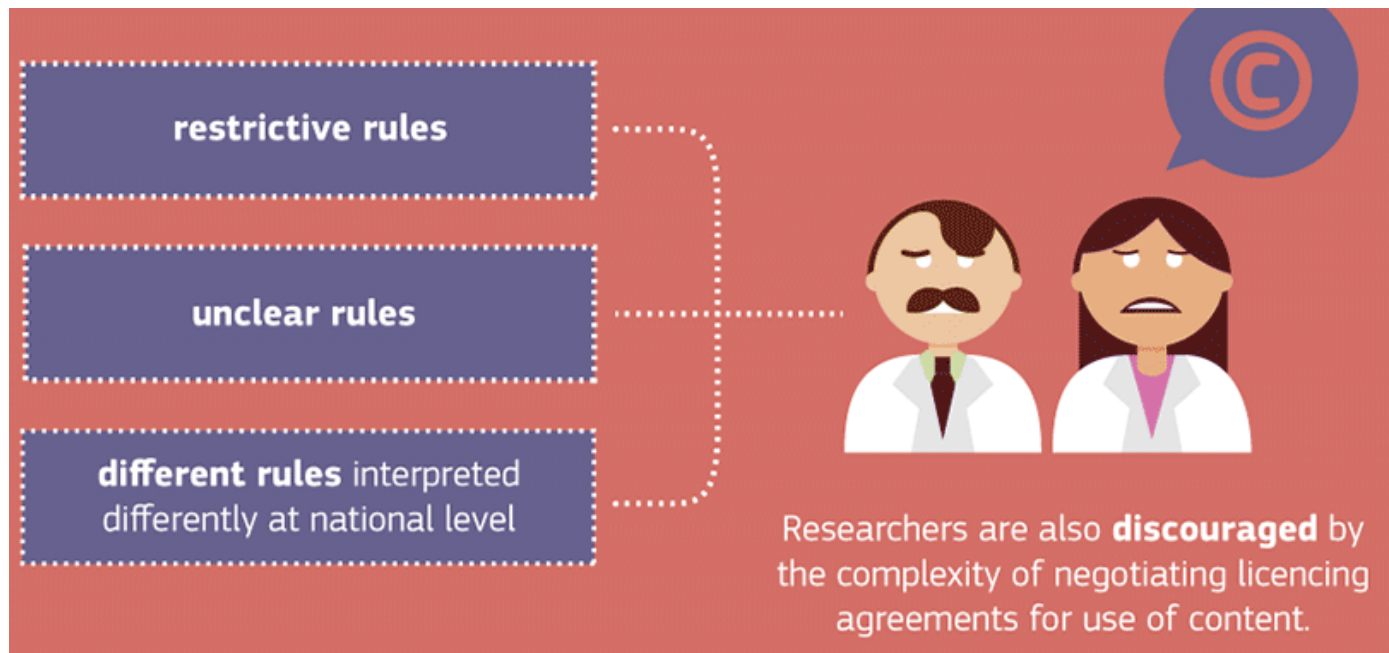 restrictive rules
unclear rules
different rules interpreted
differently at national level
©
Researchers are also discouraged by
the complexity of negotiating licencing
agreements for use of content.